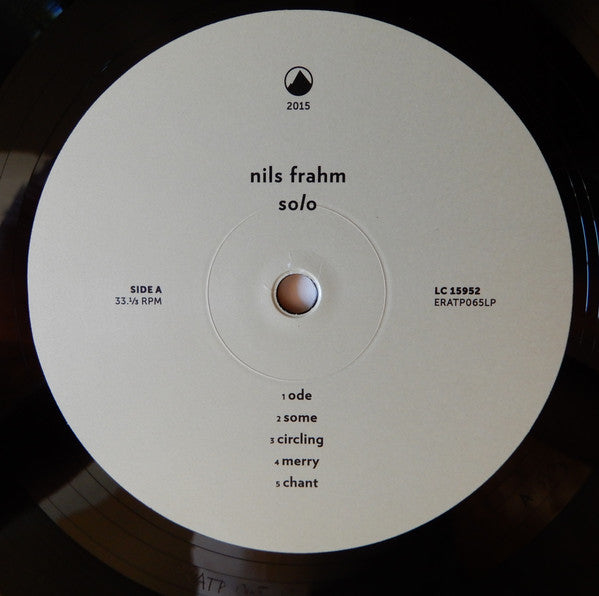 2015
nils frahm
solo
SIDE A
33.⅓ RPM
LC 15952
ERATP065LP
1 ode
2 some
3 circling
4 merry
5 chant